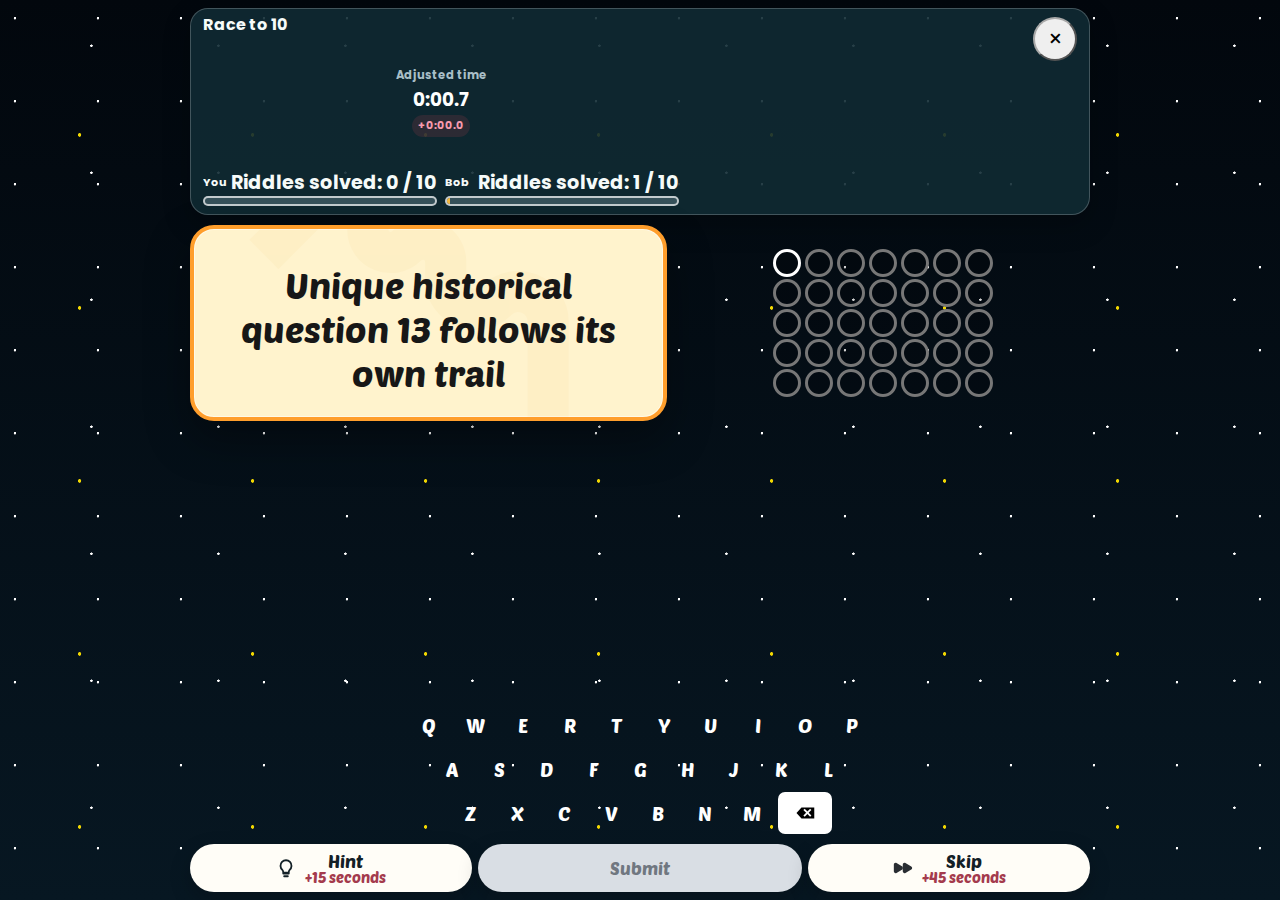 Race to 10
×
Adjusted time
0:00.7
+0:00.0
You Riddles solved: 0 / 10 Bob Riddles solved: 1 / 10
Unique historical
question 13 follows its
own trail
Q W E R T Y U I O P
A S D F G H J K L
Z X C V B N M
Hint
+15 seconds
Submit
Skip
+45 seconds